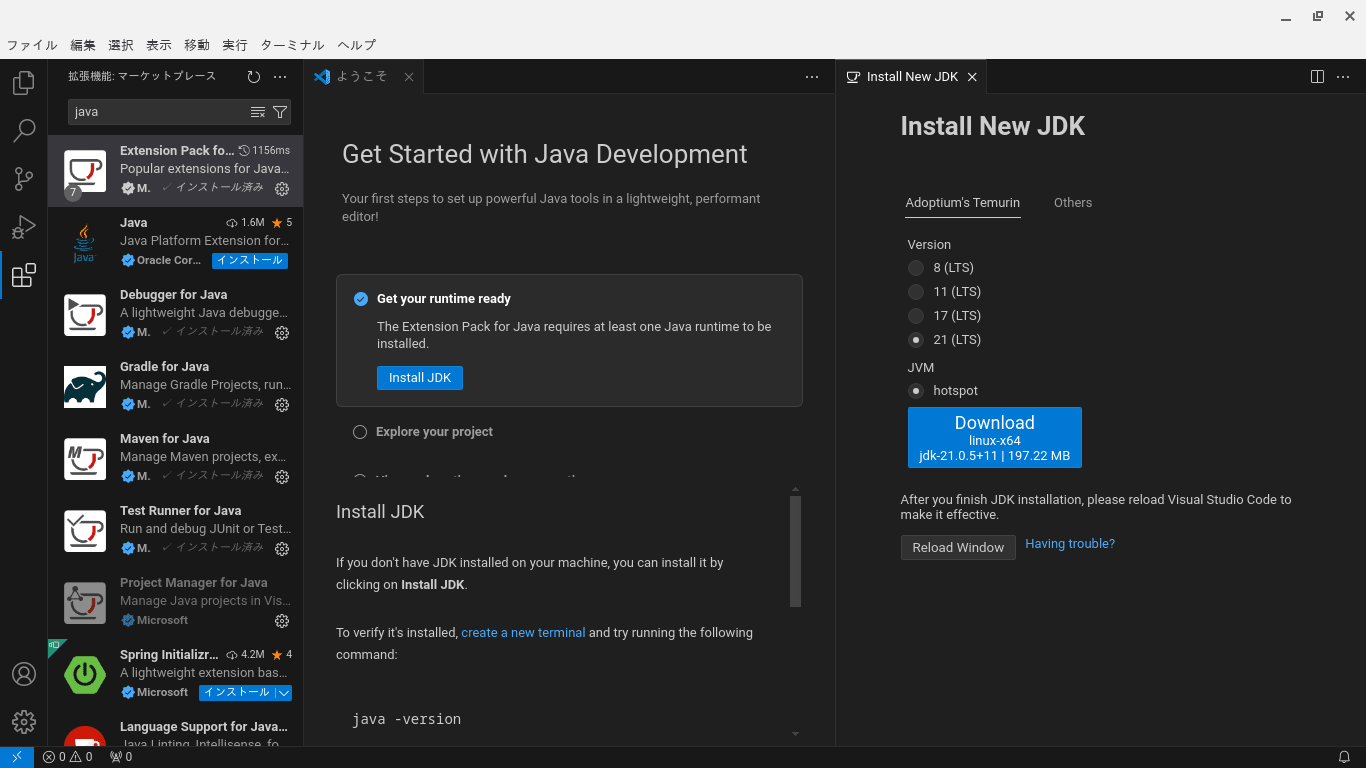 ファイル 編集 選択 表示 移動 実行 ターミナル ヘルプ
拡張機能: マーケットプレース
java
Extension Pack fo... 1156ms
Popular extensions for Java...
7
M. ✓ インストール済み
Java 1.6M ★ 5
Java Platform Extension for...
Java
Oracle Cor... インストール
Debugger for Java
A lightweight Java debugge...
M. ✓ インストール済み
Gradle for Java
Manage Gradle Projects, run...
M. ✓ インストール済み
Maven for Java
Manage Maven projects, ex...
M
M. ✓ インストール済み
Test Runner for Java
Run and debug JUnit or Test...
M. ✓ インストール済み
Project Manager for Java
Manage Java projects in Vis...
Microsoft
Spring Initializr... 4.2M ★ 4
A lightweight extension bas...
Microsoft インストール
Language Support for Java...
Java Linting, Intellisense, fo...
ようこそ
Get Started with Java Development
Your first steps to set up powerful Java tools in a lightweight, performant
editor!
Get your runtime ready
The Extension Pack for Java requires at least one Java runtime to be
installed.
Install JDK
Explore your project
Install JDK
If you don't have JDK installed on your machine, you can install it by
clicking on Install JDK.
To verify it's installed, create a new terminal and try running the following
command:
java -version
Install New JDK
Install New JDK
Adoptium's Temurin Others
Version
8 (LTS)
11 (LTS)
17 (LTS)
21 (LTS)
JVM
hotspot
Download
linux-x64
jdk-21.0.5+11 | 197.22 MB
After you finish JDK installation, please reload Visual Studio Code to
make it effective.
Reload Window Having trouble?
0 0 0